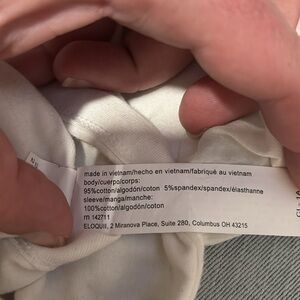 made in vietnam/hecho en vietnam/fabriqué au vietnam
body/cuerpo/corps:
95%cotton/algodón/coton 5%spandex/spandex/élasthanne
sleeve/manga/manche:
100%cotton/algodón/coton
rn 142711
ELOQUII, 2 Miranova Place, Suite 280, Columbus OH 43215